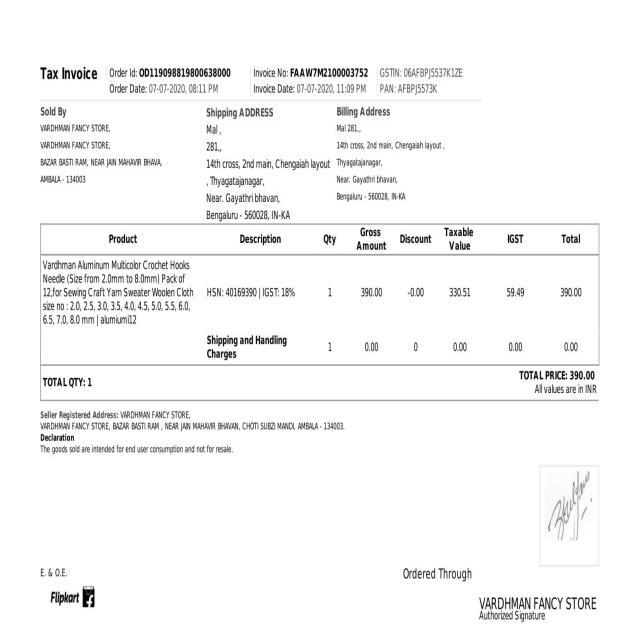 Tax Invoice
Order Id: OD119098819800638000
Order Date: 07-07-2020, 08:11 PM
Invoice No: FAAW7M2100003752
Invoice Date: 07-07-2020, 11:09 PM
GSTIN: 06AFBPJ5537K1ZE
PAN: AFBPJ5573K
Sold By
VARDHMAN FANCY STORE,
VARDHMAN FANCY STORE,
BAZAR BASTI RAM, NEAR JAIN MAHAVIR BHAVA,
AMBALA - 134003
Shipping ADDRESS
Mal ,
281,,
14th cross, 2nd main, Chengaiah layout
, Thyagatajanagar,
Near. Gayathri bhavan,
Bengaluru - 560028, IN-KA
Billing Address
Mal 281,,
14th cross, 2nd main, Chengaiah layout ,
Thyagatajanagar,
Near. Gayathri bhavan,
Bengaluru - 560028, IN-KA
Product Description Qty Gross Amount Discount Taxable Value IGST Total
Vardhman Aluminum Multicolor Crochet Hooks
Needle (Size from 2.0mm to 8.0mm) Pack of
12,for Sewing Craft Yarn Sweater Woolen Cloth
size no : 2.0, 2.5, 3.0, 3.5, 4.0, 4.5, 5.0, 5.5, 6.0,
6.5, 7.0, 8.0 mm | alumiumi12
HSN: 40169390 | IGST: 18% 1 390.00 -0.00 330.51 59.49 390.00
Shipping and Handling
Charges
1 0.00 0 0.00 0.00 0.00
TOTAL QTY: 1
TOTAL PRICE: 390.00
All values are in INR
Seller Registered Address: VARDHMAN FANCY STORE,
VARDHMAN FANCY STORE, BAZAR BASTI RAM , NEAR JAIN MAHAVIR BHAVAN, CHOTI SUBZI MANDI, AMBALA - 134003.
Declaration
The goods sold are intended for end user consumption and not for resale.
E. & O.E.
Ordered Through
Flipkart
VARDHMAN FANCY STORE
Authorized Signature